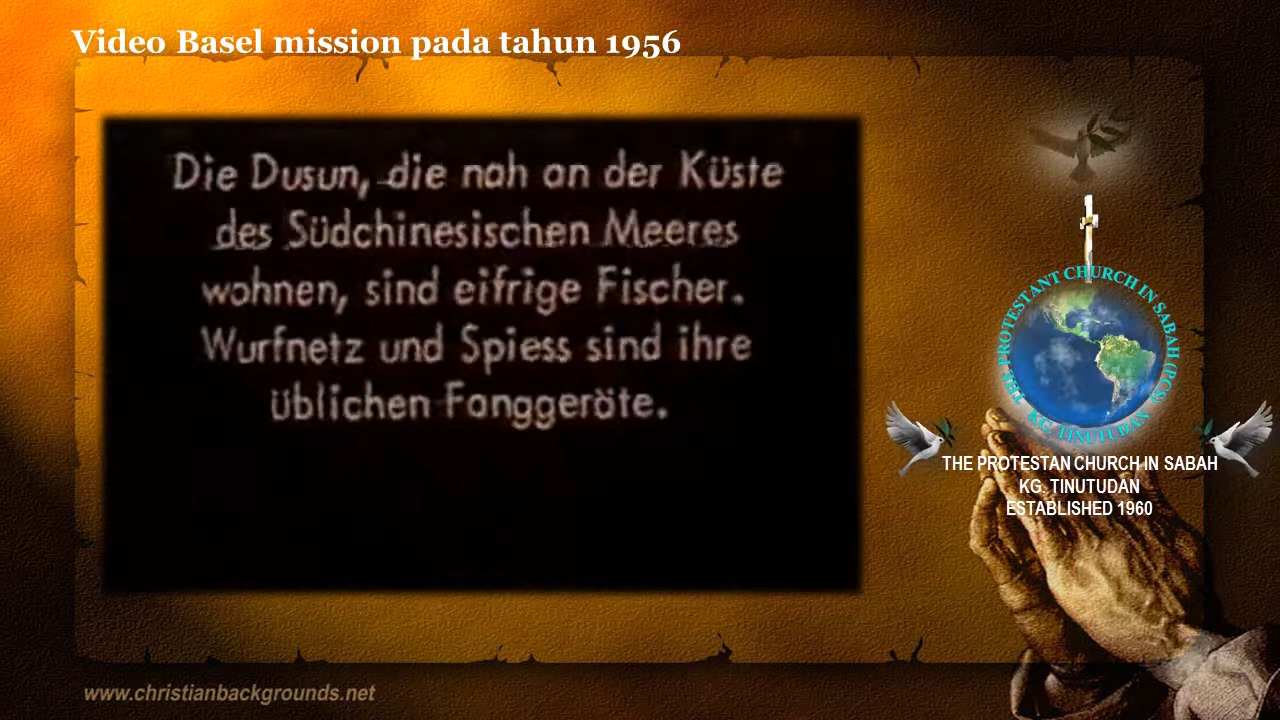 Video Basel mission pada tahun 1956
Die Dusun, die nah an der Küste
des Südchinesischen Meeres
wohnen, sind eifrige Fischer.
Wurfnetz und Spiess sind ihre
üblichen Fanggeräte.
THE PROTESTANT CHURCH IN SABAH (PCS)
KG. TINUTUDAN
THE PROTESTAN CHURCH IN SABAH
KG. TINUTUDAN
ESTABLISHED 1960
www.christianbackgrounds.net